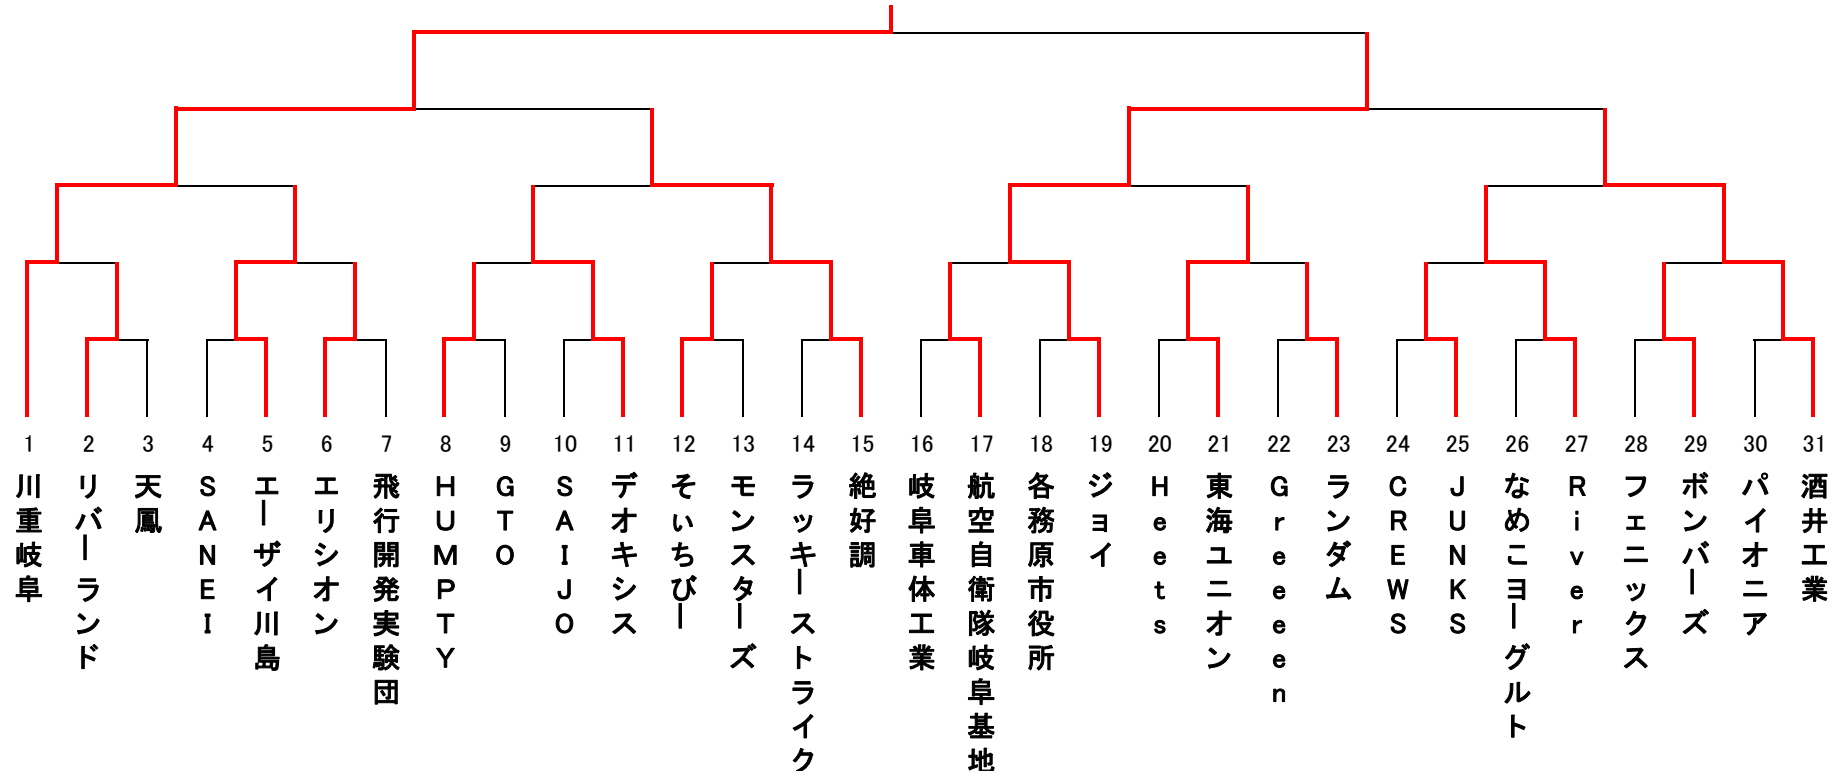 1 2 3 4 5 6 7 8 9 10 11 12 13 14 15 16 17 18 19 20 21 22 23 24 25 26 27 28 29 30 31
川重岐阜
リバーランド
天鳳
SANEI
エーザイ川島
エリシオン
飛行開発実験団
HUMPTY
GTO
SAIJO
デオキシス
そぃちびー
モンスターズ
ラッキーストライク
絶好調
岐阜車体工業
航空自衛隊岐阜基地
各務原市役所
ジョイ
Heets
東海ユニオン
Greeeen
ランダム
CREWS
JUNKS
なめこヨーグルト
River
フェニックス
ボンバーズ
パイオニア
酒井工業